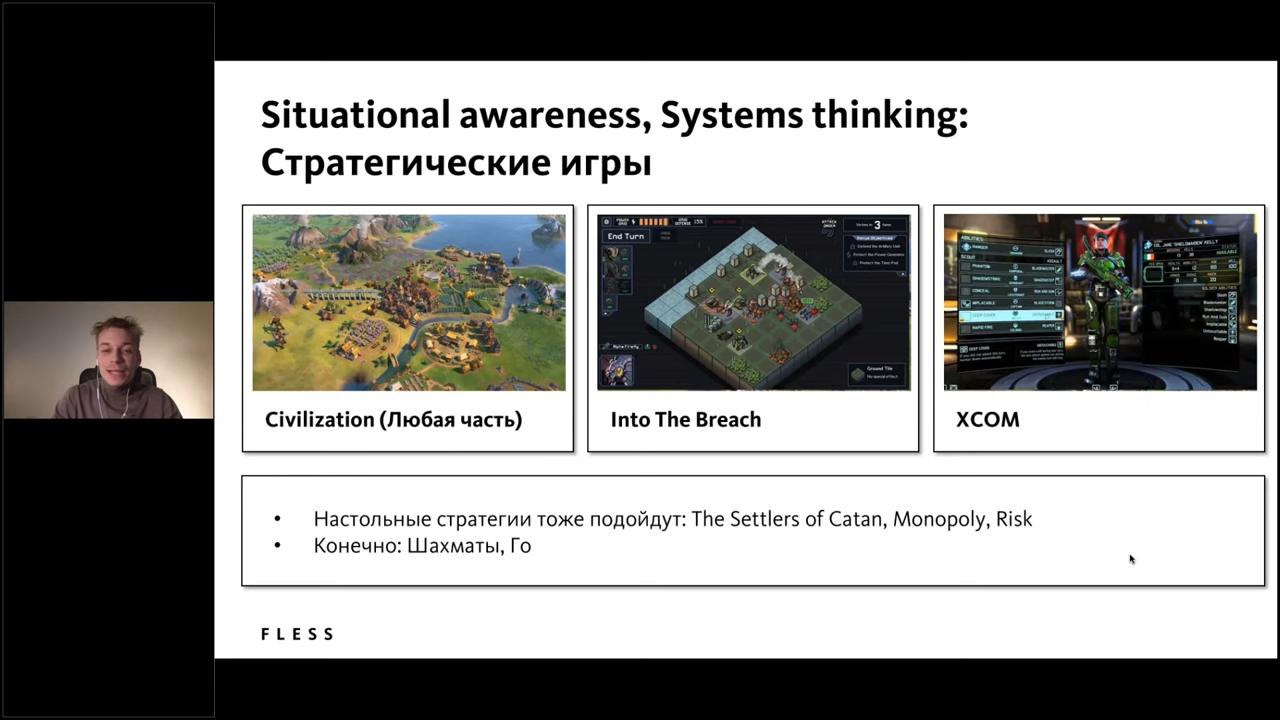 Situational awareness, Systems thinking:
Стратегические игры
End Turn
Civilization (Любая часть)
Into The Breach
XCOM
• Настольные стратегии тоже подойдут: The Settlers of Catan, Monopoly, Risk
• Конечно: Шахматы, Го
FLESS